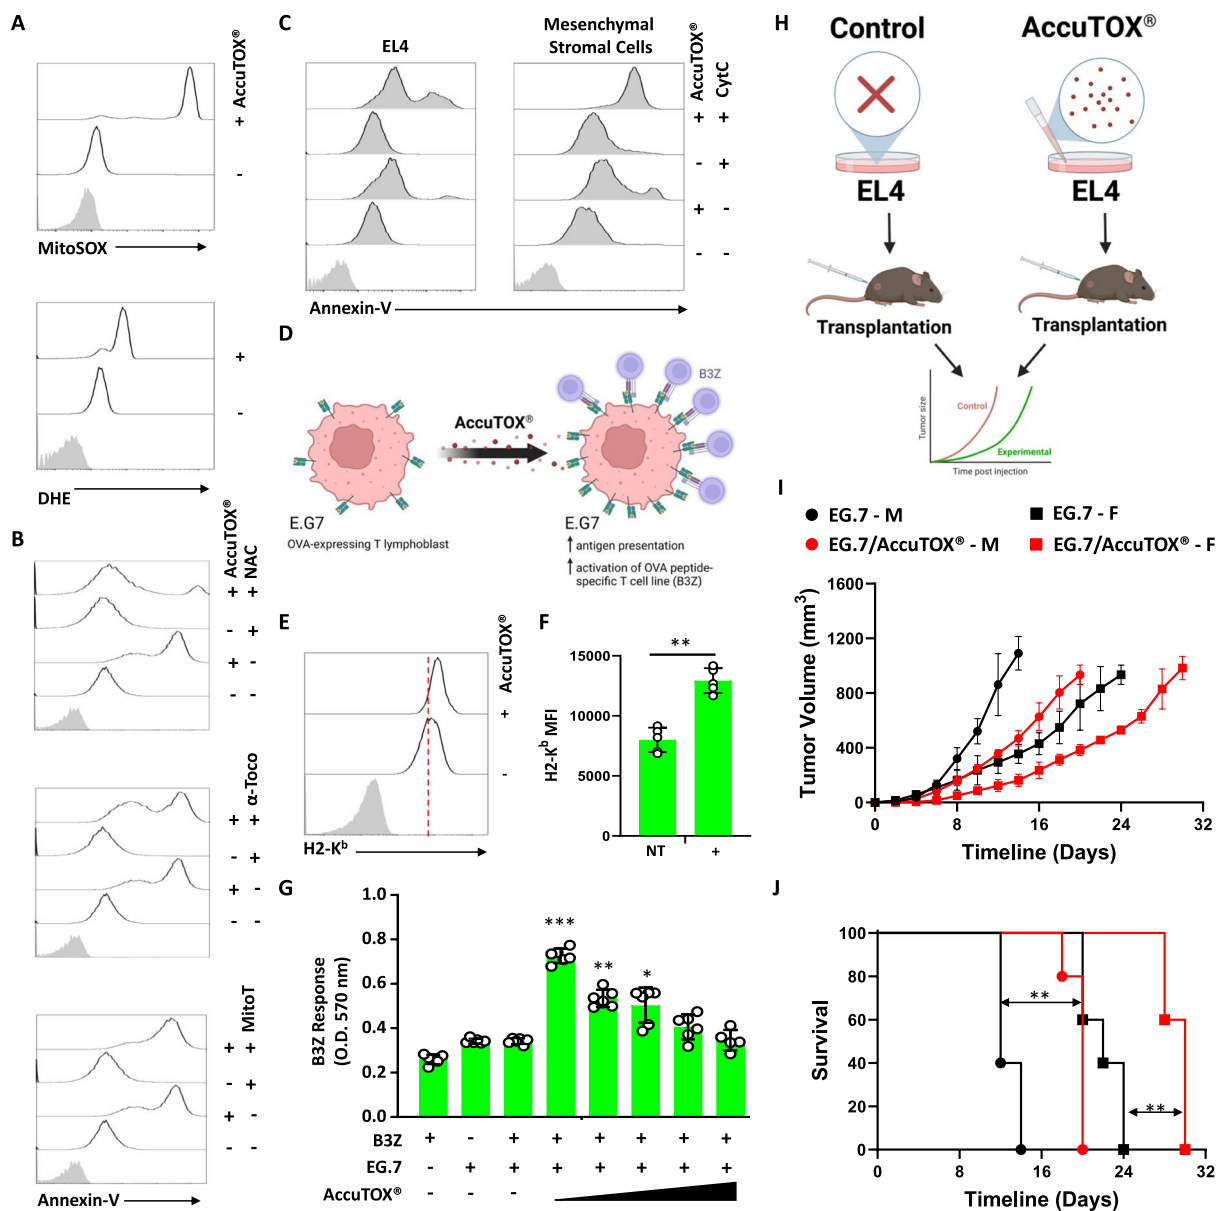 A
AccuTOX®
+
-
MitoSOX
+
-
DHE
B
AccuTOX®
NAC
+ +
- +
+ -
- -
α-Toco
+ +
- +
+ -
- -
MitoT
+ +
- +
+ -
- -
Annexin-V
C
EL4
Mesenchymal
Stromal Cells
AccuTOX®
CytC
+ +
- +
+ -
- -
Annexin-V
D
AccuTOX®
B3Z
E.G7
OVA-expressing T lymphoblast
E.G7
↑ antigen presentation
↑ activation of OVA peptide-
specific T cell line (B3Z)
E
AccuTOX®
+
-
H2-Kᵇ
F
**
H2-Kᵇ MFI
15000
10000
5000
0
NT +
G
B3Z Response
(O.D. 570 nm)
1.0
0.8
0.6
0.4
0.2
0.0
***
**
*
B3Z + - + + + + + +
EG.7 - + + + + + + +
AccuTOX® - - -
H
Control
AccuTOX®
EL4
EL4
Transplantation
Transplantation
Tumor size
Control
Experimental
Time post injection
I
EG.7 - M
EG.7 - F
EG.7/AccuTOX® - M
EG.7/AccuTOX® - F
Tumor Volume (mm³)
1600
1200
800
400
0
0 8 16 24 32
Timeline (Days)
J
Survival
100
80
60
40
20
0
**
**
0 8 16 24 32
Timeline (Days)